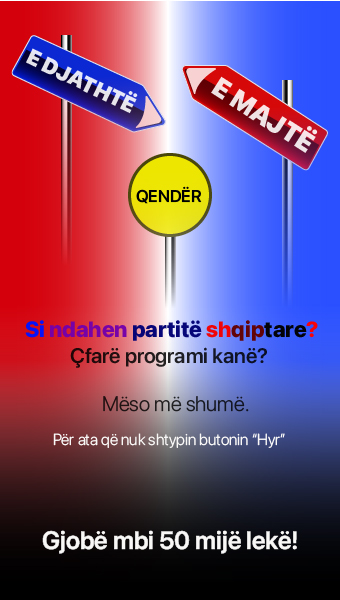 E DJATHTË
E MAJTË
QENDËR
Si ndahen partitë shqiptare?
Çfarë programi kanë?
Mëso më shumë.
Për ata që nuk shtypin butonin “Hyr”
Gjobë mbi 50 mijë lekë!